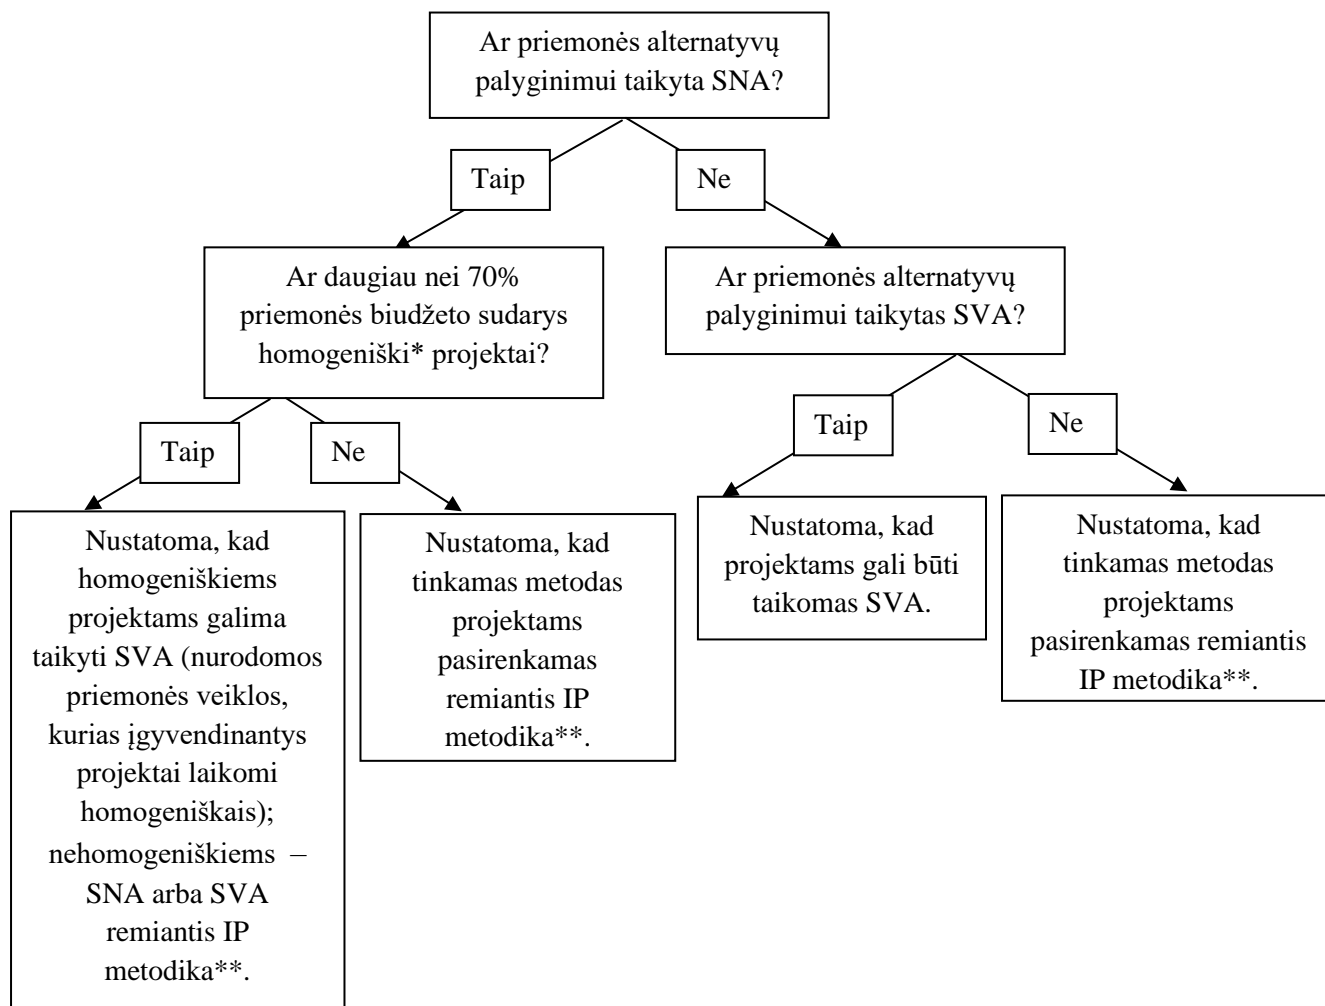 Ar priemonės alternatyvų
palyginimui taikyta SNA?
Taip
Ne
Ar daugiau nei 70%
priemonės biudžeto sudarys
homogeniški* projektai?
Ar priemonės alternatyvų
palyginimui taikytas SVA?
Taip
Ne
Taip
Ne
Nustatoma, kad
homogeniškiems
projektams galima
taikyti SVA (nurodomos
priemonės veiklos,
kurias įgyvendinantys
projektai laikomi
homogeniškais);
nehomogeniškiems –
SNA arba SVA
remiantis IP
metodika**.
Nustatoma, kad
tinkamas metodas
projektams
pasirenkamas
remiantis IP
metodika**.
Nustatoma, kad
projektams gali būti
taikomas SVA.
Nustatoma, kad
tinkamas metodas
projektams
pasirenkamas remiantis
IP metodika**.